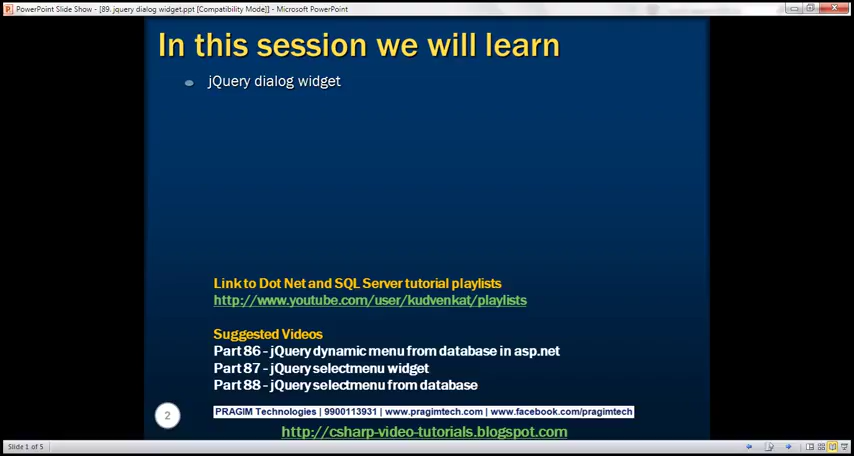 PowerPoint Slide Show - [89. jquery dialog widget.ppt [Compatibility Mode]] - Microsoft PowerPoint
In this session we will learn
jQuery dialog widget
Link to Dot Net and SQL Server tutorial playlists
http://www.youtube.com/user/kudvenkat/playlists
Suggested Videos
Part 86 - jQuery dynamic menu from database in asp.net
Part 87 - jQuery selectmenu widget
Part 88 - jQuery selectmenu from database
2
PRAGIM Technologies | 9900113931 | www.pragimtech.com | www.facebook.com/pragimtech
http://csharp-video-tutorials.blogspot.com
Slide 1 of 5